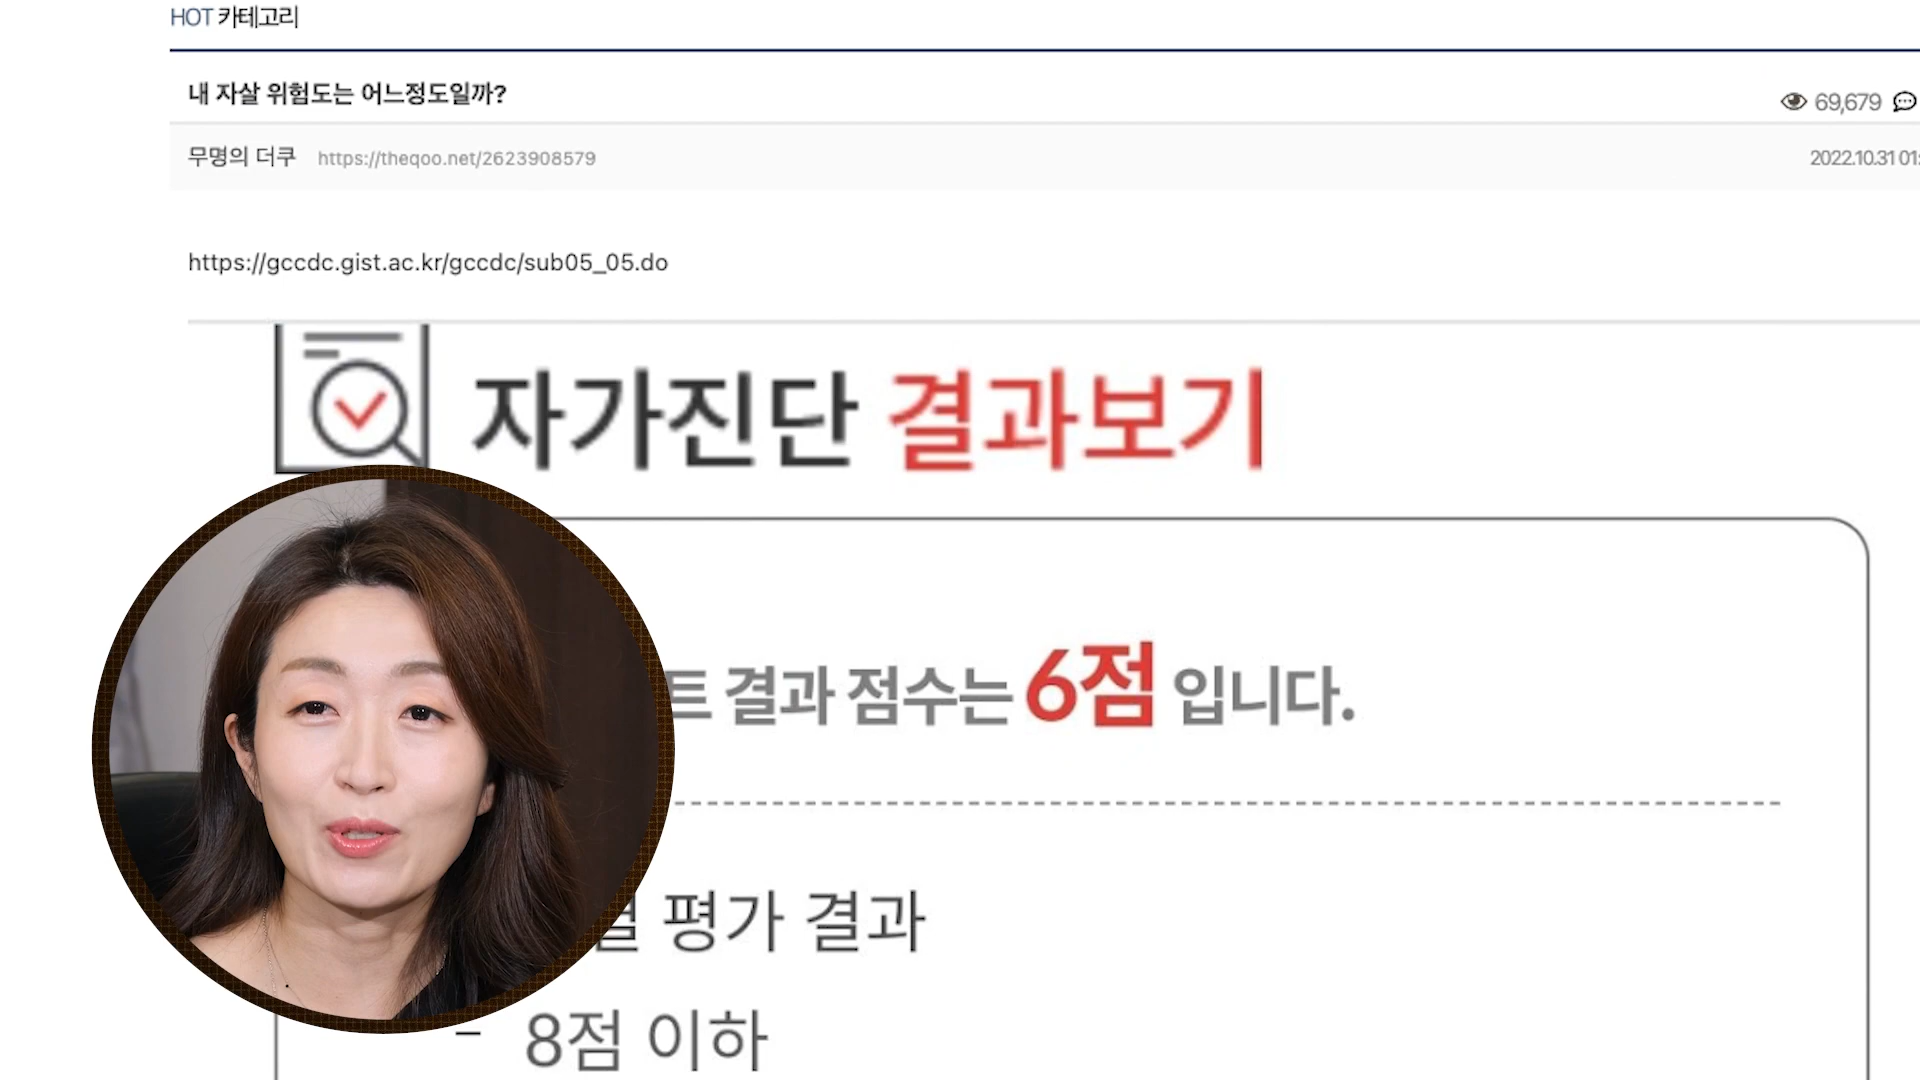 HOT 카테고리
내 자살 위험도는 어느정도일까?
69,679
무명의 더쿠 https://theqoo.net/2623908579
2022.10.31 01:
https://gccdc.gist.ac.kr/gccdc/sub05_05.do
자가진단 결과보기
트 결과 점수는 6점 입니다.
평가 결과
- 8점 이하